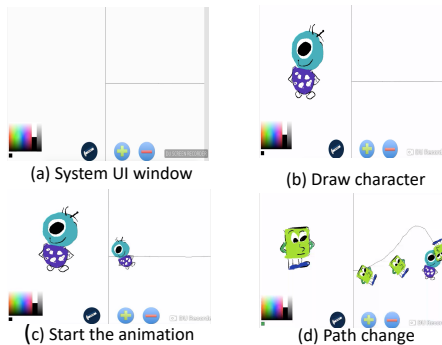 (a) System UI window
(b) Draw character
(c) Start the animation
(d) Path change